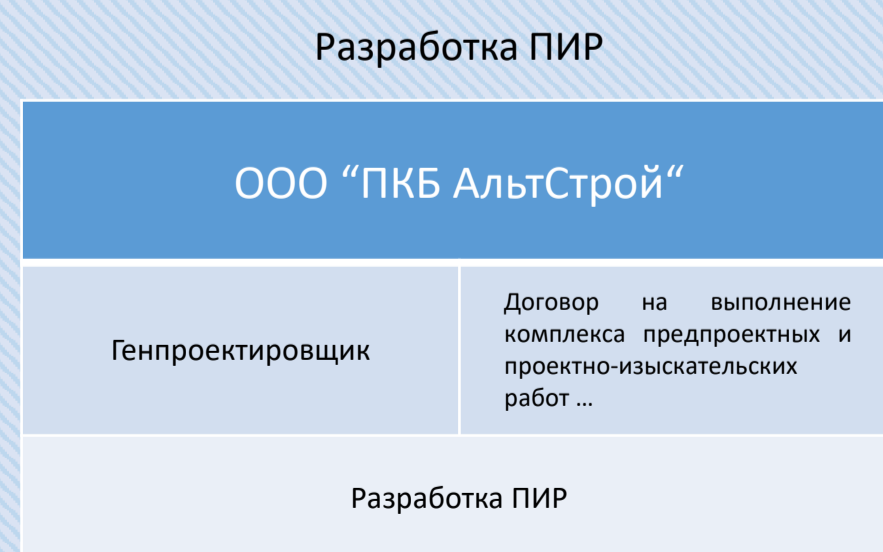 Разработка ПИР
ООО “ПКБ АльтСтрой“
Генпроектировщик
Договор на выполнение
комплекса предпроектных и
проектно-изыскательских
работ ...
Разработка ПИР